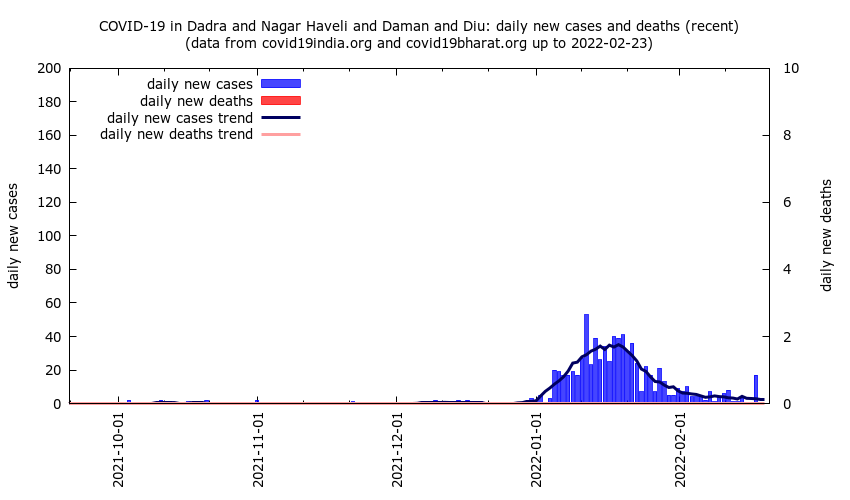 COVID-19 in Dadra and Nagar Haveli and Daman and Diu: daily new cases and deaths (recent)
(data from covid19india.org and covid19bharat.org up to 2022-02-23)
daily new cases
daily new deaths
daily new cases trend
daily new deaths trend
200
180
160
140
120
100
80
60
40
20
0
daily new cases
10
8
6
4
2
0
daily new deaths
2021-10-01
2021-11-01
2021-12-01
2022-01-01
2022-02-01